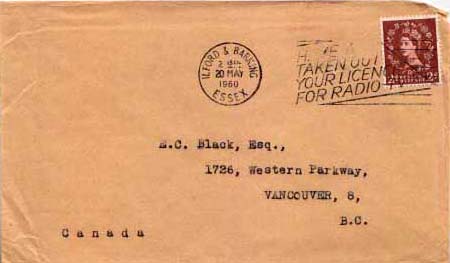 ILFORD & BARKING
20 MAY
1960
ESSEX
TAKEN OUT
YOUR LICEN
FOR RADIO
E.C. Black, Esq.,
1726, Western Parkway,
VANCOUVER, 8,
B.C.
Canada